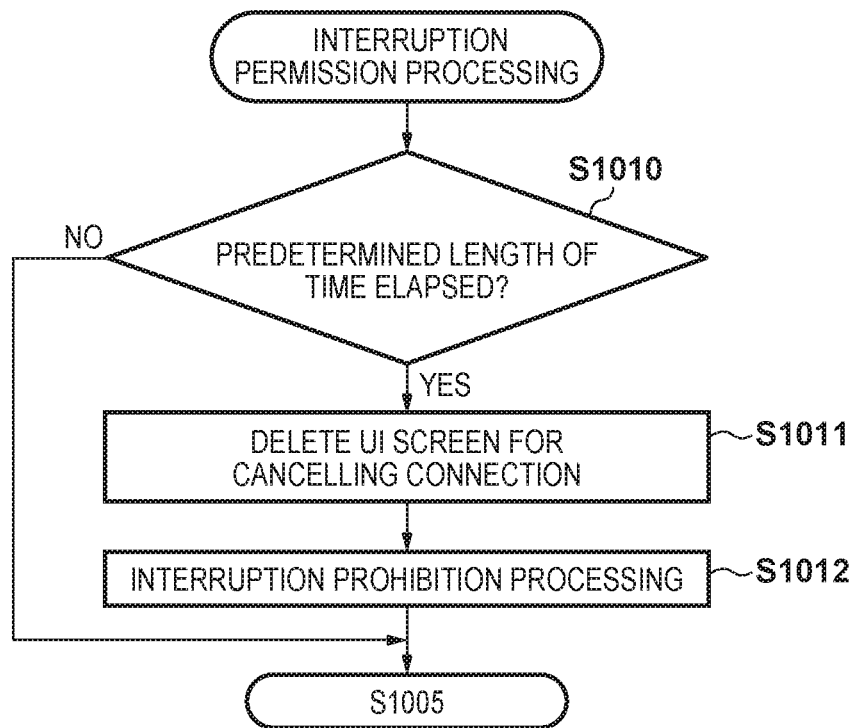 INTERRUPTION
PERMISSION PROCESSING
S1010
NO
PREDETERMINED LENGTH OF
TIME ELAPSED?
YES
DELETE UI SCREEN FOR
CANCELLING CONNECTION
S1011
INTERRUPTION PROHIBITION PROCESSING
S1012
S1005